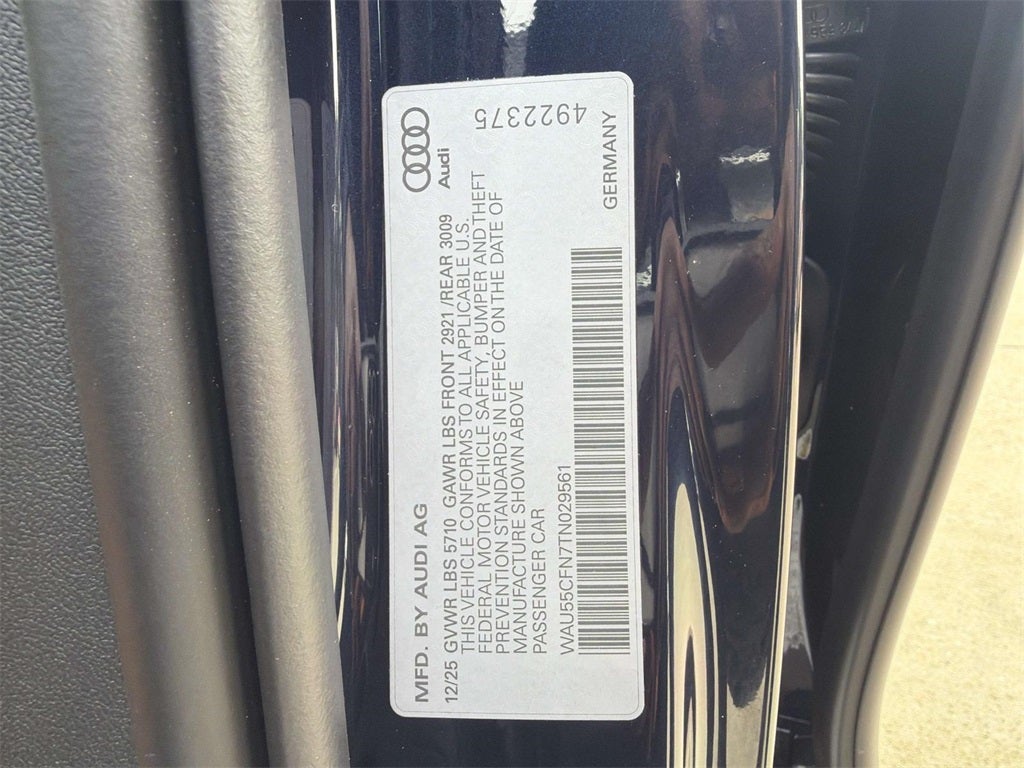 Audi
4922375
MFD. BY AUDI AG
12/25 GVWR LBS 5710 GAWR LBS FRONT 2921 /REAR 3009
THIS VEHICLE CONFORMS TO ALL APPLICABLE U.S.
FEDERAL MOTOR VEHICLE SAFETY, BUMPER AND THEFT
PREVENTION STANDARDS IN EFFECT ON THE DATE OF
MANUFACTURE SHOWN ABOVE
PASSENGER CAR
WAU55CFN7TN029561
GERMANY